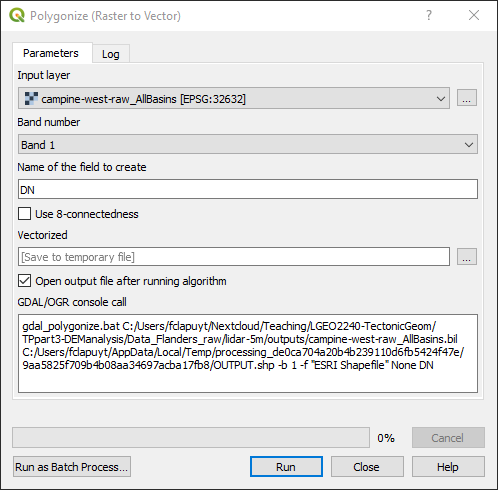 Polygonize (Raster to Vector)
Parameters
Log
Input layer
campine-west-raw_AllBasins [EPSG:32632]
...
Band number
Band 1
Name of the field to create
DN
Use 8-connectedness
Vectorized
[Save to temporary file]
...
Open output file after running algorithm
GDAL/OGR console call
gdal_polygonize.bat C:/Users/fclapuyt/Nextcloud/Teaching/LGEO2240-TectonicGeom/
TPpart3-DEManalysis/Data_Flanders_raw/lidar-5m/outputs/campine-west-raw_AllBasins.bil
C:/Users/fclapuyt/AppData/Local/Temp/processing_de0ca704a20b4b239110d6fb5424f47e/
9aa5825f709b4b08aa34697acba17fb8/OUTPUT.shp -b 1 -f "ESRI Shapefile" None DN
0%
Cancel
Run as Batch Process...
Run
Close
Help